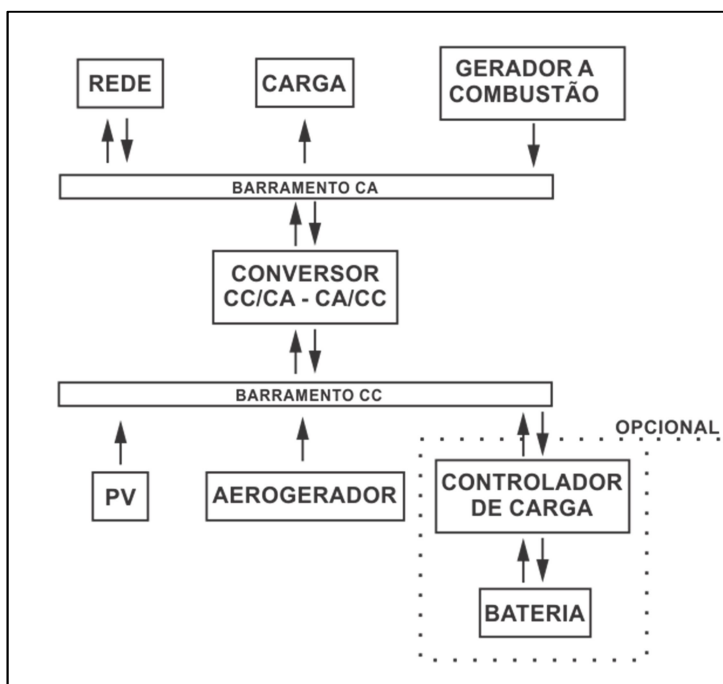 REDE
CARGA
GERADOR A
COMBUSTÃO
BARRAMENTO CA
CONVERSOR
CC/CA - CA/CC
BARRAMENTO CC
OPCIONAL
PV
AEROGERADOR
CONTROLADOR
DE CARGA
BATERIA